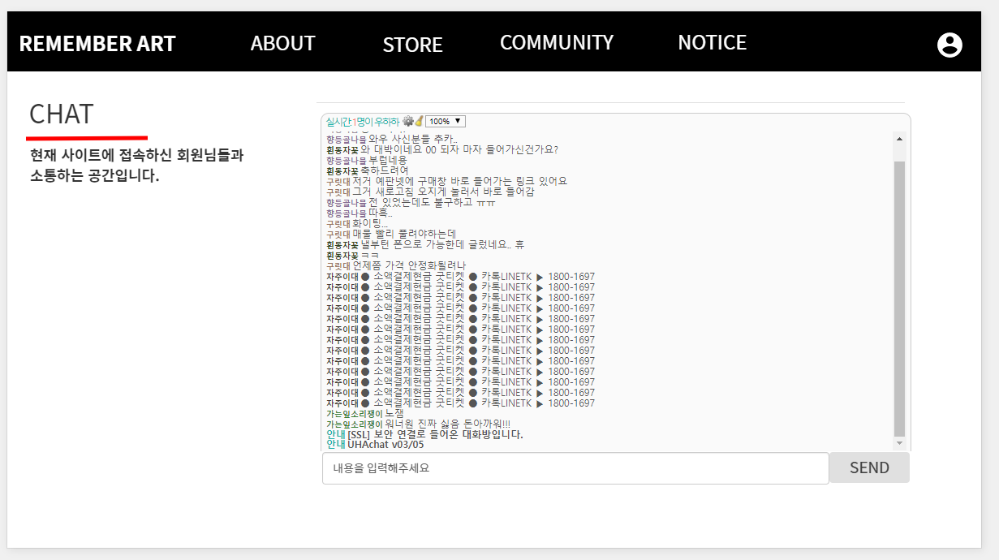 REMEMBER ART
ABOUT
STORE
COMMUNITY
NOTICE
CHAT
현재 사이트에 접속하신 회원님들과
소통하는 공간입니다.
실시간:1명이 우하하 100% ▼
향등골나물 와우 사신분들 추카..
흰동자꽃 와 대박이네요 00 되자 마자 들어가신건가요?
향등골나물 부럽네용
흰동자꽃 축하드려여
구릿대 저거 예판넷에 구매창 바로 들어가는 링크 있어요
구릿대 그거 새로고침 오지게 눌러서 바로 들어감
향등골나물 전 있었는데도 불구하고 ㅠㅠ
향등골나물 따흑..
구릿대 화이팅...
구릿대 매물 빨리 풀려야하는데
흰동자꽃 낼부턴 폰으로 가능한데 글렀네요.. 휴
흰동자꽃 ㅋㅋ
구릿대 언제쯤 가격 안정화될려나
자주이대 ● 소액결제현금 굿티켓 ● 카톡LINETK ▶ 1800-1697
자주이대 ● 소액결제현금 굿티켓 ● 카톡LINETK ▶ 1800-1697
자주이대 ● 소액결제현금 굿티켓 ● 카톡LINETK ▶ 1800-1697
자주이대 ● 소액결제현금 굿티켓 ● 카톡LINETK ▶ 1800-1697
자주이대 ● 소액결제현금 굿티켓 ● 카톡LINETK ▶ 1800-1697
자주이대 ● 소액결제현금 굿티켓 ● 카톡LINETK ▶ 1800-1697
자주이대 ● 소액결제현금 굿티켓 ● 카톡LINETK ▶ 1800-1697
자주이대 ● 소액결제현금 굿티켓 ● 카톡LINETK ▶ 1800-1697
자주이대 ● 소액결제현금 굿티켓 ● 카톡LINETK ▶ 1800-1697
자주이대 ● 소액결제현금 굿티켓 ● 카톡LINETK ▶ 1800-1697
자주이대 ● 소액결제현금 굿티켓 ● 카톡LINETK ▶ 1800-1697
자주이대 ● 소액결제현금 굿티켓 ● 카톡LINETK ▶ 1800-1697
자주이대 ● 소액결제현금 굿티켓 ● 카톡LINETK ▶ 1800-1697
가는잎소리쟁이 노잼
가는잎소리쟁이 워너원 진짜 싫음 돈아까워!!!
안내 [SSL] 보안 연결로 들어온 대화방입니다.
안내 UHAchat v03/05
내용을 입력해주세요
SEND